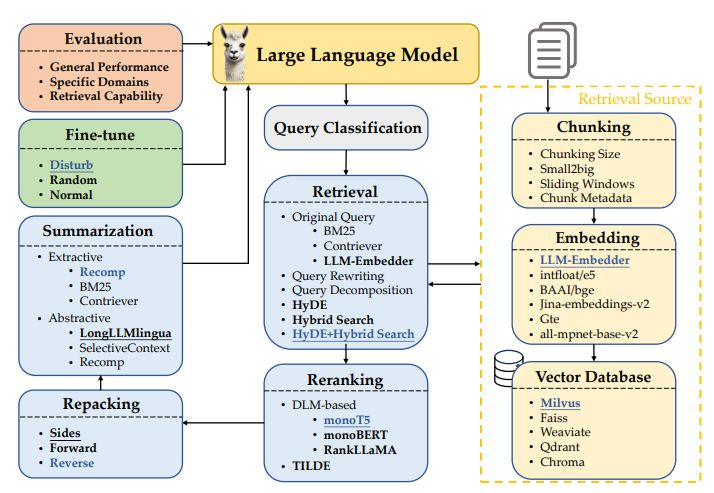 Evaluation
• General Performance
• Specific Domains
• Retrieval Capability
Large Language Model
Fine-tune
• Disturb
• Random
• Normal
Query Classification
Summarization
• Extractive
• Recomp
• BM25
• Contriever
• Abstractive
• LongLLMlingua
• SelectiveContext
• Recomp
Retrieval
• Original Query
• BM25
• Contriever
• LLM-Embedder
• Query Rewriting
• Query Decomposition
• HyDE
• Hybrid Search
• HyDE+Hybrid Search
Repacking
• Sides
• Forward
• Reverse
Reranking
• DLM-based
• monoT5
• monoBERT
• RankLLaMA
• TILDE
Retrieval Source
Chunking
• Chunking Size
• Small2big
• Sliding Windows
• Chunk Metadata
Embedding
• LLM-Embedder
• intfloat/e5
• BAAI/bge
• Jina-embeddings-v2
• Gte
• all-mpnet-base-v2
Vector Database
• Milvus
• Faiss
• Weaviate
• Qdrant
• Chroma